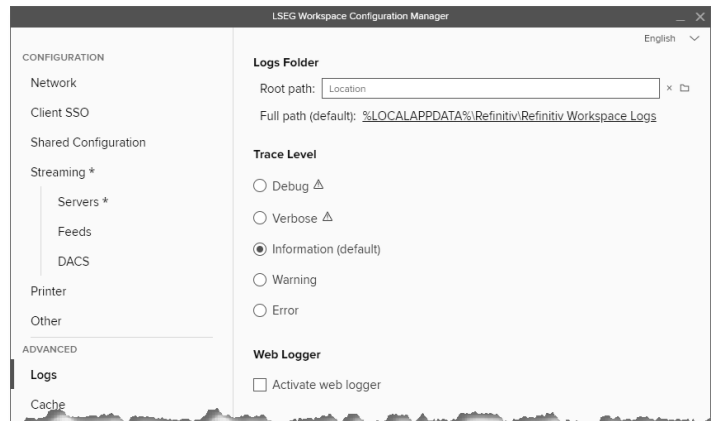 LSEG Workspace Configuration Manager
English
CONFIGURATION
Network
Client SSO
Shared Configuration
Streaming *
Servers *
Feeds
DACS
Printer
Other
ADVANCED
Logs
Cache
Logs Folder
Root path: Location
Full path (default): %LOCALAPPDATA%\Refinitiv\Refinitiv Workspace Logs
Trace Level
Debug
Verbose
Information (default)
Warning
Error
Web Logger
Activate web logger